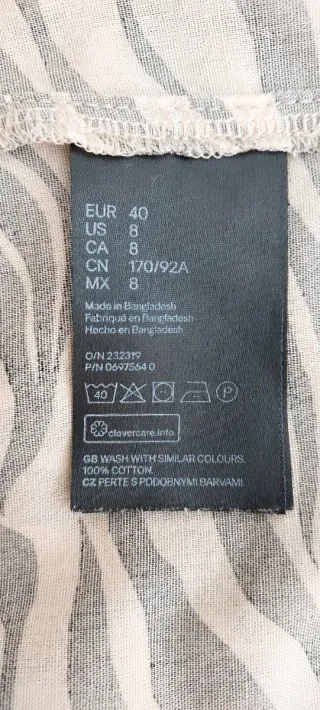 EUR 40
US 8
CA 8
CN 170/92A
MX 8
Made in Bangladesh
Fabriqué en Bangladesh
Hecho en Bangladesh
O/N 232319
P/N 0697564 0
40 P
clevercare.info
GB WASH WITH SIMILAR COLOURS.
100% COTTON.
CZ PERTE S PODOBNÝMI BARVAMI.